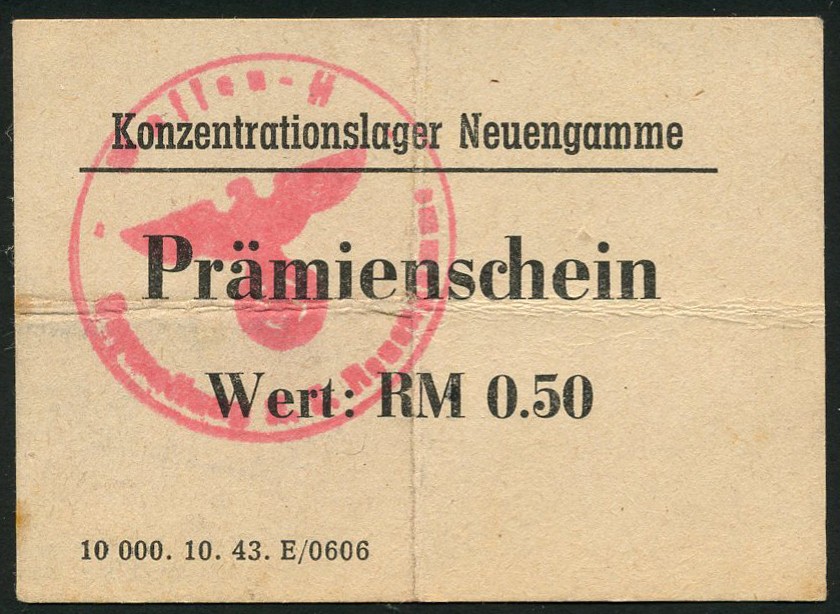 Konzentrationslager Neuengamme
Prämienschein
Wert: RM 0.50
10 000. 10. 43. E/0606